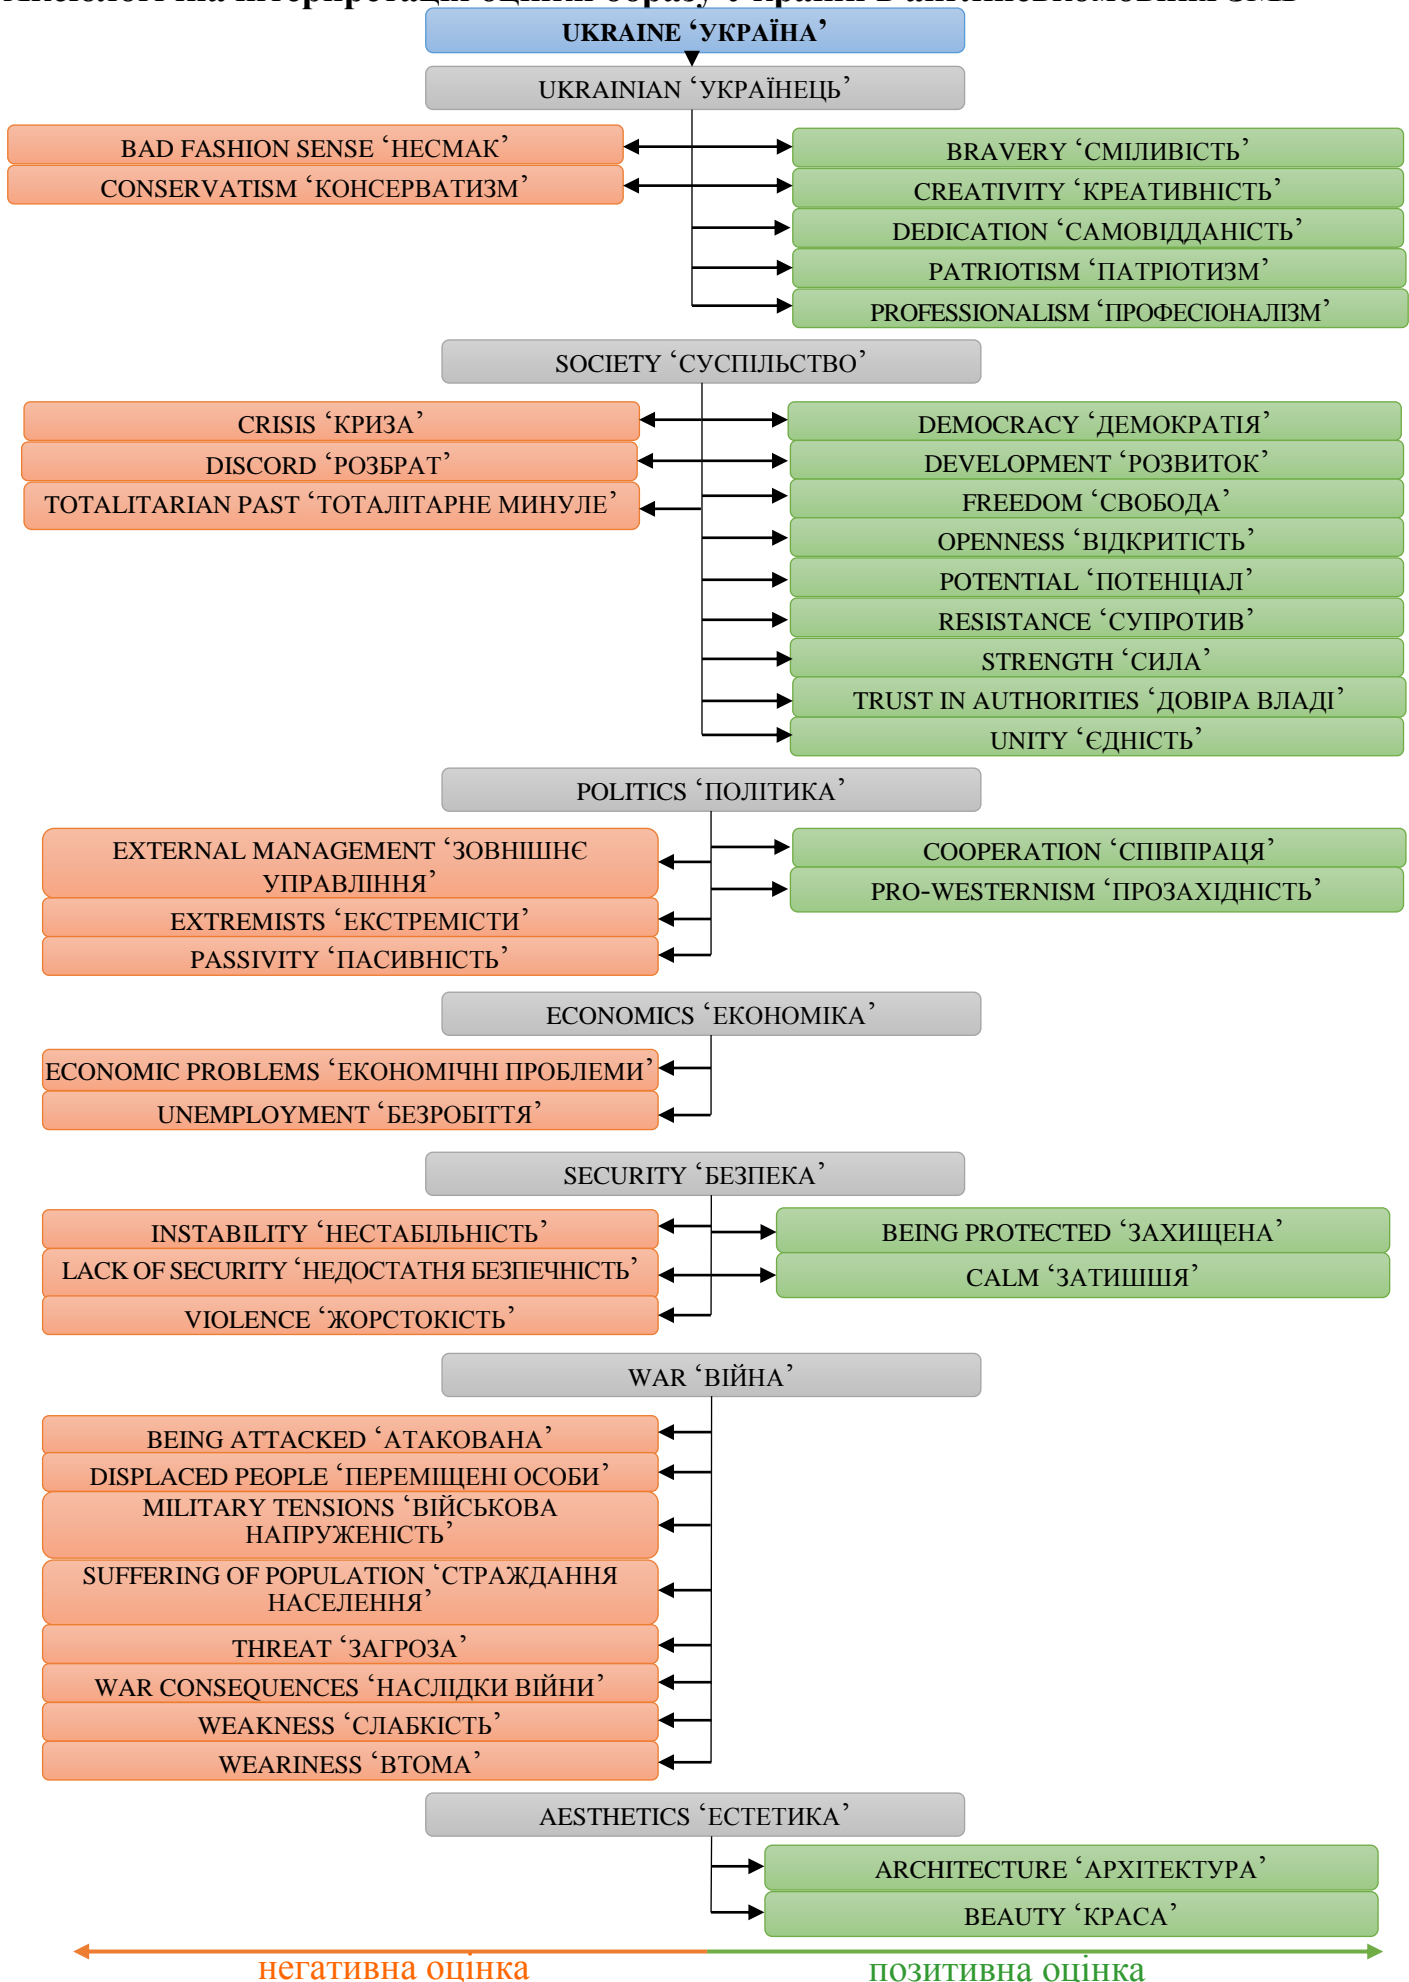 UKRAINE ‘УКРАЇНА’
UKRAINIAN ‘УКРАЇНЕЦЬ’
BAD FASHION SENSE ‘НЕСМАК’
BRAVERY ‘СМІЛИВІСТЬ’
CONSERVATISM ‘КОНСЕРВАТИЗМ’
CREATIVITY ‘КРЕАТИВНІСТЬ’
DEDICATION ‘САМОВІДДАНІСТЬ’
PATRIOTISM ‘ПАТРІОТИЗМ’
PROFESSIONALISM ‘ПРОФЕСІОНАЛІЗМ’
SOCIETY ‘СУСПІЛЬСТВО’
CRISIS ‘КРИЗА’
DEMOCRACY ‘ДЕМОКРАТІЯ’
DISCORD ‘РОЗБРАТ’
DEVELOPMENT ‘РОЗВИТОК’
TOTALITARIAN PAST ‘ТОТАЛІТАРНЕ МИНУЛЕ’
FREEDOM ‘СВОБОДА’
OPENNESS ‘ВІДКРИТІСТЬ’
POTENTIAL ‘ПОТЕНЦІАЛ’
RESISTANCE ‘СУПРОТИВ’
STRENGTH ‘СИЛА’
TRUST IN AUTHORITIES ‘ДОВІРА ВЛАДІ’
UNITY ‘ЄДНІСТЬ’
POLITICS ‘ПОЛІТИКА’
EXTERNAL MANAGEMENT ‘ЗОВНІШНЄ
УПРАВЛІННЯ’
COOPERATION ‘СПІВПРАЦЯ’
PRO-WESTERNISM ‘ПРОЗАХІДНІСТЬ’
EXTREMISTS ‘ЕКСТРЕМІСТИ’
PASSIVITY ‘ПАСИВНІСТЬ’
ECONOMICS ‘ЕКОНОМІКА’
ECONOMIC PROBLEMS ‘ЕКОНОМІЧНІ ПРОБЛЕМИ’
UNEMPLOYMENT ‘БЕЗРОБІТТЯ’
SECURITY ‘БЕЗПЕКА’
INSTABILITY ‘НЕСТАБІЛЬНІСТЬ’
BEING PROTECTED ‘ЗАХИЩЕНА’
LACK OF SECURITY ‘НЕДОСТАТНЯ БЕЗПЕЧНІСТЬ’
CALM ‘ЗАТИШШЯ’
VIOLENCE ‘ЖОРСТОКІСТЬ’
WAR ‘ВІЙНА’
BEING ATTACKED ‘АТАКОВАНА’
DISPLACED PEOPLE ‘ПЕРЕМІЩЕНІ ОСОБИ’
MILITARY TENSIONS ‘ВІЙСЬКОВА
НАПРУЖЕНІСТЬ’
SUFFERING OF POPULATION ‘СТРАЖДАННЯ
НАСЕЛЕННЯ’
THREAT ‘ЗАГРОЗА’
WAR CONSEQUENCES ‘НАСЛІДКИ ВІЙНИ’
WEAKNESS ‘СЛАБКІСТЬ’
WEARINESS ‘ВТОМА’
AESTHETICS ‘ЕСТЕТИКА’
ARCHITECTURE ‘АРХІТЕКТУРА’
BEAUTY ‘КРАСА’
негативна оцінка
позитивна оцінка